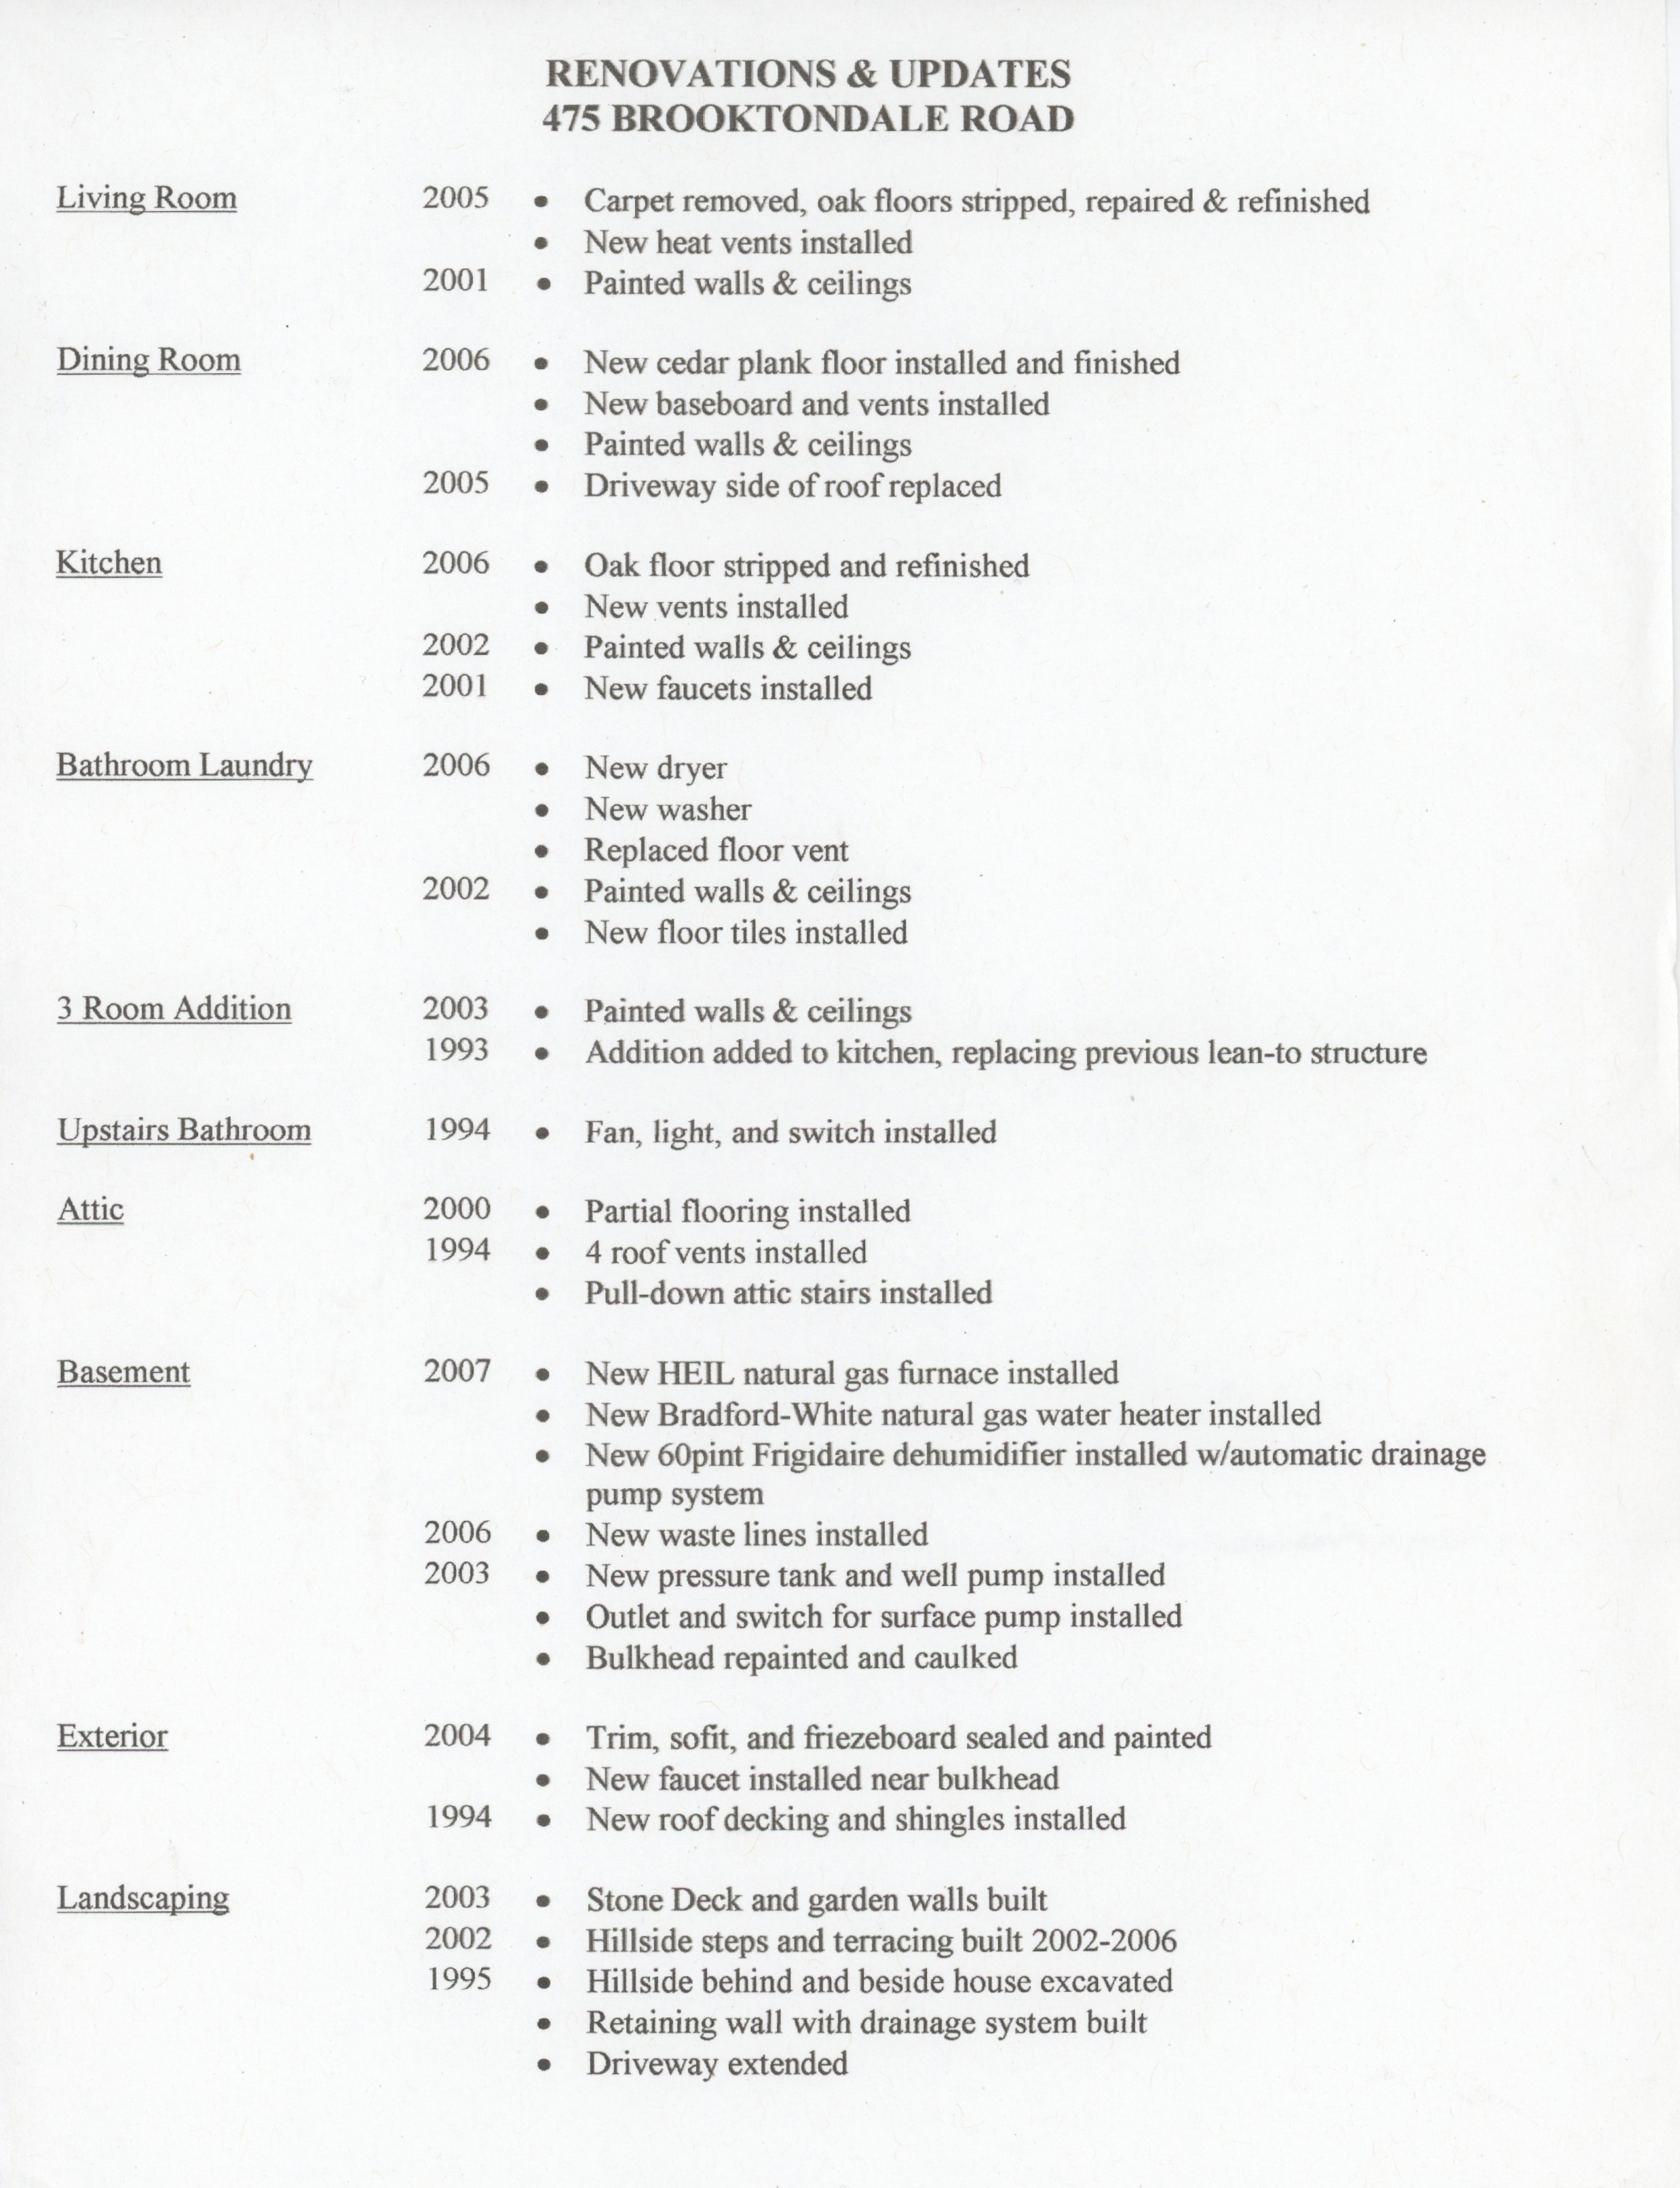 RENOVATIONS & UPDATES
475 BROOKTONDALE ROAD
Living Room 2005 • Carpet removed, oak floors stripped, repaired & refinished
• New heat vents installed
2001 • Painted walls & ceilings
Dining Room 2006 • New cedar plank floor installed and finished
• New baseboard and vents installed
• Painted walls & ceilings
2005 • Driveway side of roof replaced
Kitchen 2006 • Oak floor stripped and refinished
• New vents installed
2002 • Painted walls & ceilings
2001 • New faucets installed
Bathroom Laundry 2006 • New dryer
• New washer
• Replaced floor vent
2002 • Painted walls & ceilings
• New floor tiles installed
3 Room Addition 2003 • Painted walls & ceilings
1993 • Addition added to kitchen, replacing previous lean-to structure
Upstairs Bathroom 1994 • Fan, light, and switch installed
Attic 2000 • Partial flooring installed
1994 • 4 roof vents installed
• Pull-down attic stairs installed
Basement 2007 • New HEIL natural gas furnace installed
• New Bradford-White natural gas water heater installed
• New 60pint Frigidaire dehumidifier installed w/automatic drainage
pump system
2006 • New waste lines installed
2003 • New pressure tank and well pump installed
• Outlet and switch for surface pump installed
• Bulkhead repainted and caulked
Exterior 2004 • Trim, sofit, and friezeboard sealed and painted
• New faucet installed near bulkhead
1994 • New roof decking and shingles installed
Landscaping 2003 • Stone Deck and garden walls built
2002 • Hillside steps and terracing built 2002-2006
1995 • Hillside behind and beside house excavated
• Retaining wall with drainage system built
• Driveway extended